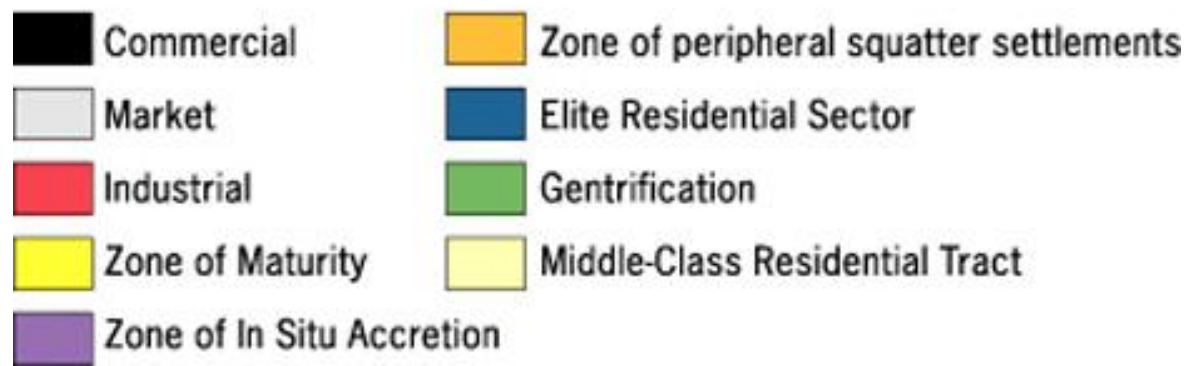 Commercial
Market
Industrial
Zone of Maturity
Zone of In Situ Accretion
Zone of peripheral squatter settlements
Elite Residential Sector
Gentrification
Middle-Class Residential Tract